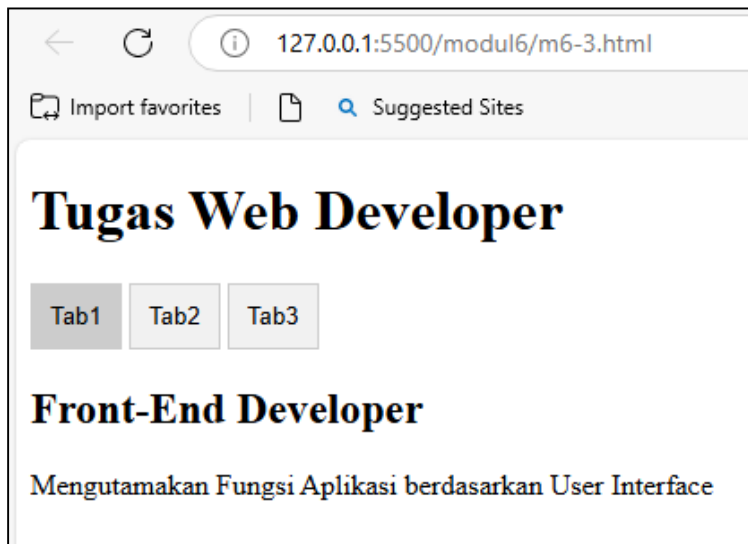 127.0.0.1:5500/modul6/m6-3.html
Import favorites Suggested Sites
Tugas Web Developer
Tab1 Tab2 Tab3
Front-End Developer
Mengutamakan Fungsi Aplikasi berdasarkan User Interface